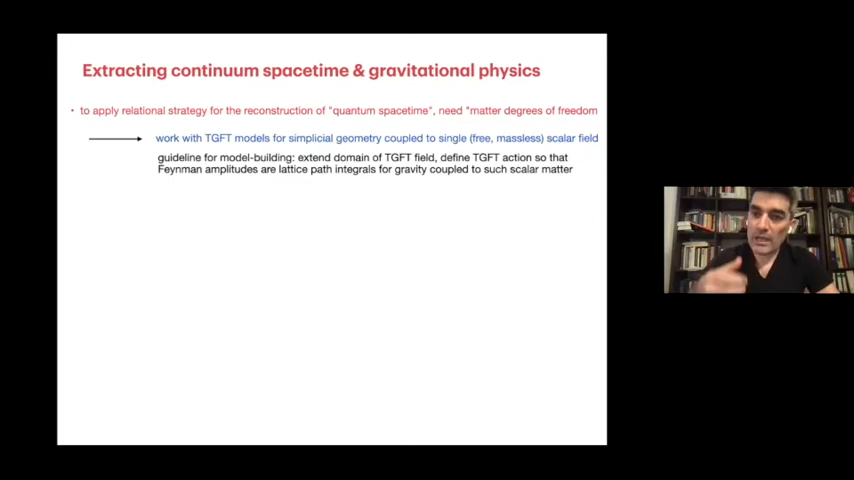 Extracting continuum spacetime & gravitational physics
• to apply relational strategy for the reconstruction of "quantum spacetime", need "matter degrees of freedom
work with TGFT models for simplicial geometry coupled to single (free, massless) scalar field
guideline for model-building: extend domain of TGFT field, define TGFT action so that
Feynman amplitudes are lattice path integrals for gravity coupled to such scalar matter